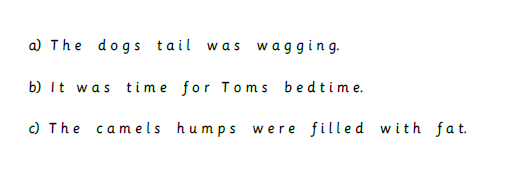 a) The dogs tail was wagging.
b) It was time for Toms bedtime.
c) The camels humps were filled with fat.